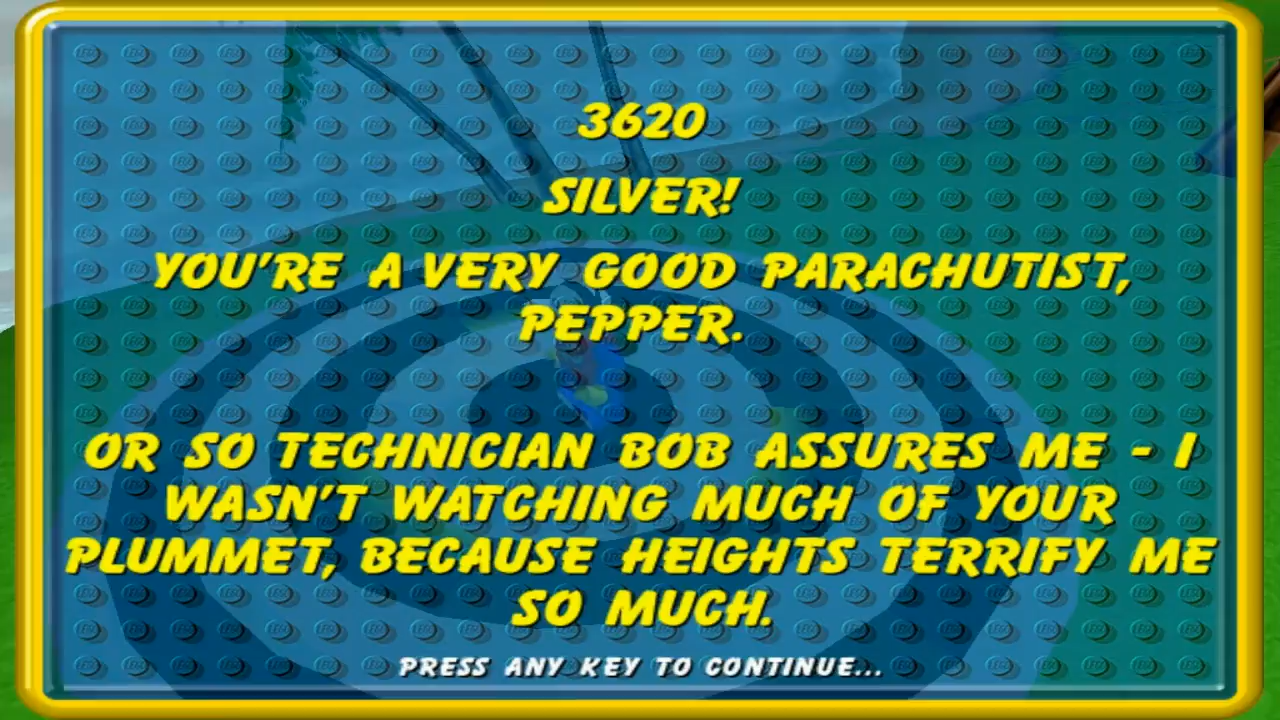 3620
SILVER!
YOU'RE A VERY GOOD PARACHUTIST,
PEPPER.
OR SO TECHNICIAN BOB ASSURES ME - I
WASN'T WATCHING MUCH OF YOUR
PLUMMET, BECAUSE HEIGHTS TERRIFY ME
SO MUCH.
PRESS ANY KEY TO CONTINUE...